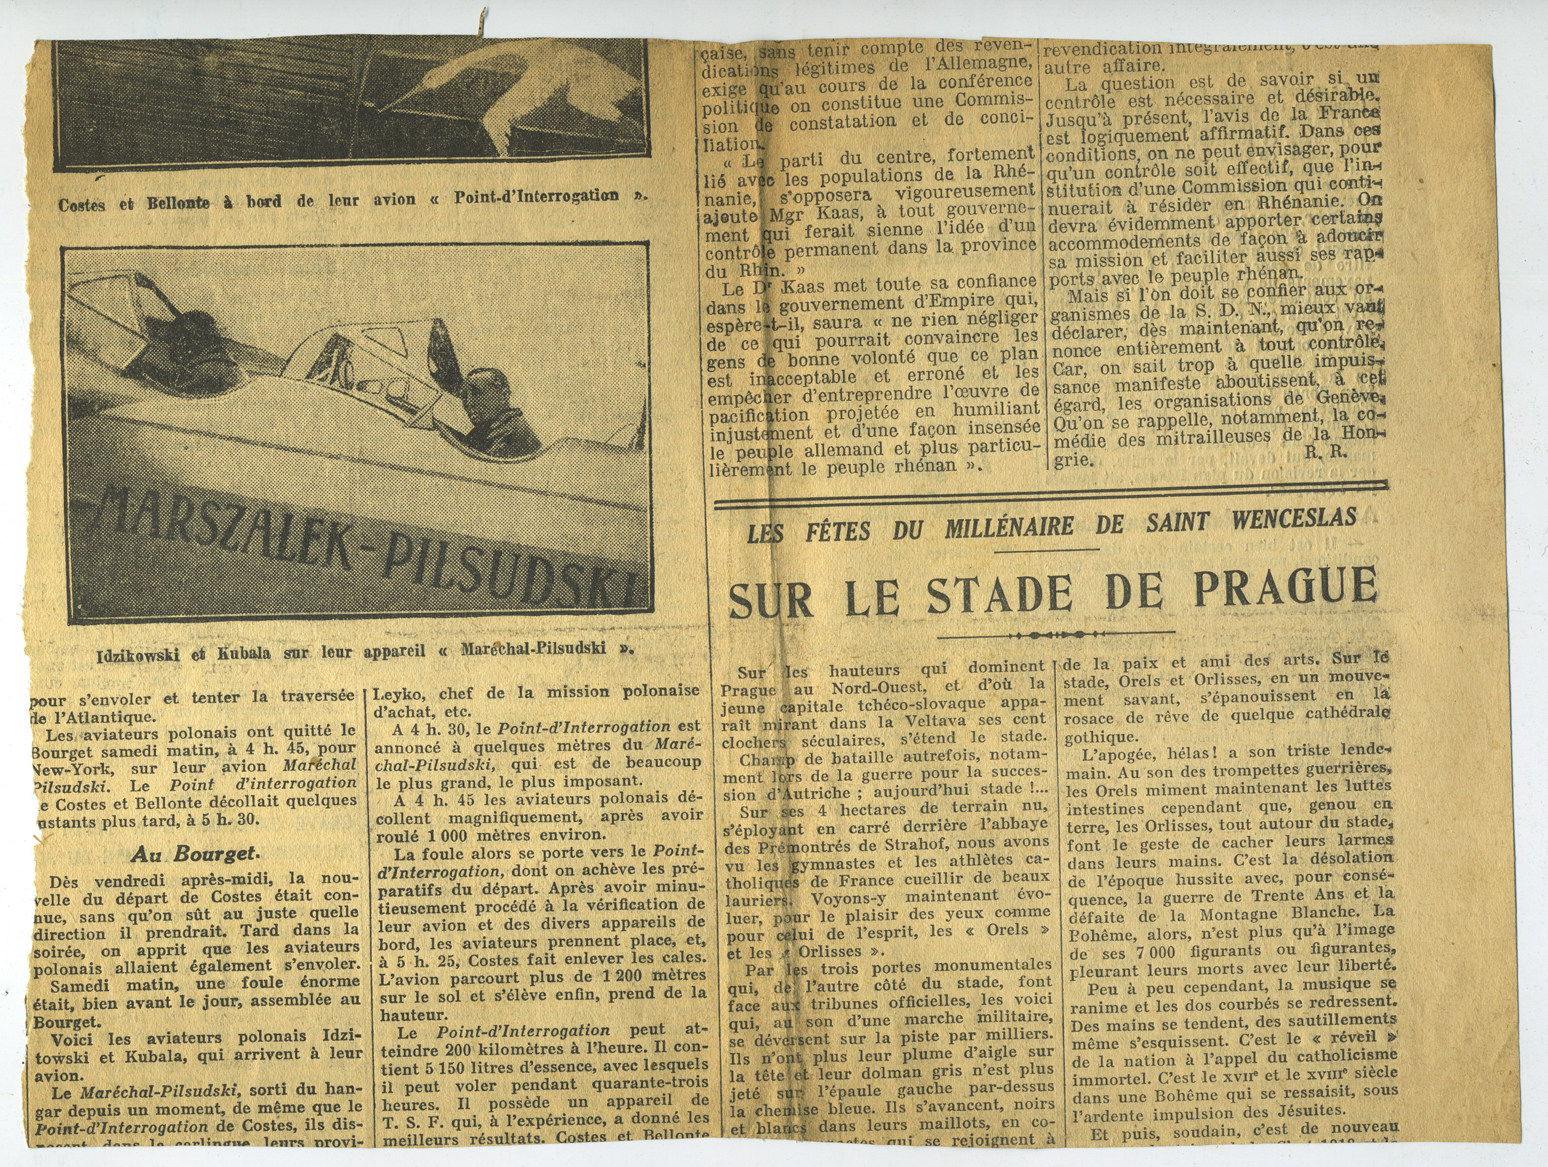 Costes et Bellonte à bord de leur avion « Point-d'Interrogation ».
MARSZALEK-PILSUDSKI
Idzikowski et Kubala sur leur appareil « Maréchal-Pilsudski ».
pour s'envoler et tenter la traversée
de l'Atlantique.
Les aviateurs polonais ont quitté le
Bourget samedi matin, à 4 h. 45, pour
New-York, sur leur avion Maréchal
Pilsudski. Le Point d'interrogation
e Costes et Bellonte décollait quelques
nstants plus tard, à 5 h. 30.
Au Bourget.
Dès vendredi après-midi, la nou-
velle du départ de Costes était con-
nue, sans qu'on sût au juste quelle
direction il prendrait. Tard dans la
soirée, on apprit que les aviateurs
polonais allaient également s'envoler.
Samedi matin, une foule énorme
était, bien avant le jour, assemblée au
Bourget.
Voici les aviateurs polonais Idzi-
towski et Kubala, qui arrivent à leur
avion.
Le Maréchal-Pilsudski, sorti du han-
gar depuis un moment, de même que le
Point-d'Interrogation de Costes, ils dis-
posent dans la carlingue leurs provi-
Leyko, chef de la mission polonaise
d'achat, etc.
A 4 h. 30, le Point-d'Interrogation est
annoncé à quelques mètres du Maré-
chal-Pilsudski, qui est de beaucoup
le plus grand, le plus imposant.
A 4 h. 45 les aviateurs polonais dé-
collent magnifiquement, après avoir
roulé 1 000 mètres environ.
La foule alors se porte vers le Point-
d'Interrogation, dont on achève les pré-
paratifs du départ. Après avoir minu-
tieusement procédé à la vérification de
leur avion et des divers appareils de
bord, les aviateurs prennent place, et,
à 5 h. 25, Costes fait enlever les cales.
L'avion parcourt plus de 1 200 mètres
sur le sol et s'élève enfin, prend de la
hauteur.
Le Point-d'Interrogation peut at-
teindre 200 kilomètres à l'heure. Il con-
tient 5 150 litres d'essence, avec lesquels
il peut voler pendant quarante-trois
heures. Il possède un appareil de
T. S. F. qui, à l'expérience, a donné les
meilleurs résultats. Costes et Bellonte
çaise, sans tenir compte des reven-
dications légitimes de l'Allemagne,
exige qu'au cours de la conférence
politique on constitue une Commis-
sion de constatation et de conci-
liation.
« Le parti du centre, fortement
lié avec les populations de la Rhé-
nanie, s'opposera vigoureusement
ajoute Mgr Kaas, à tout gouverne-
ment qui ferait sienne l'idée d'un
contrôle permanent dans la province
du Rhin. »
Le Dr Kaas met toute sa confiance
dans le gouvernement d'Empire qui,
espère-t-il, saura « ne rien négliger
de ce qui pourrait convaincre les
gens de bonne volonté que ce plan
est inacceptable et erroné et les
empêcher d'entreprendre l'œuvre de
pacification projetée en humiliant
injustement et d'une façon insensée
le peuple allemand et plus particu-
lièrement le peuple rhénan ».
revendication intégralement, c'est une
autre affaire.
La question est de savoir si un
contrôle est nécessaire et désirable.
Jusqu'à présent, l'avis de la France
est logiquement affirmatif. Dans ces
conditions, on ne peut envisager, pour
qu'un contrôle soit effectif, que l'in-
stitution d'une Commission qui conti-
nuerait à résider en Rhénanie. On
devra évidemment apporter certains
accommodements de façon à adoucir
sa mission et faciliter aussi ses rap-
ports avec le peuple rhénan.
Mais si l'on doit se confier aux or-
ganismes de la S. D. N., mieux vaut
déclarer, dès maintenant, qu'on re-
nonce entièrement à tout contrôle,
Car, on sait trop à quelle impuis-
sance manifeste aboutissent, à cet
égard, les organisations de Genève,
Qu'on se rappelle, notamment, la co-
médie des mitrailleuses de la Hon-
grie. R. R.
LES FÊTES DU MILLÉNAIRE DE SAINT WENCESLAS
SUR LE STADE DE PRAGUE
Sur les hauteurs qui dominent
Prague au Nord-Ouest, et d'où la
jeune capitale tchéco-slovaque appa-
raît mirant dans la Veltava ses cent
clochers séculaires, s'étend le stade.
Champ de bataille autrefois, notam-
ment lors de la guerre pour la succes-
sion d'Autriche ; aujourd'hui stade !...
Sur ses 4 hectares de terrain nu,
s'éployant en carré derrière l'abbaye
des Prémontrés de Strahof, nous avons
vu les gymnastes et les athlètes ca-
tholiques de France cueillir de beaux
lauriers. Voyons-y maintenant évo-
luer, pour le plaisir des yeux comme
pour celui de l'esprit, les « Orels »
et les « Orlisses ».
Par les trois portes monumentales
qui, de l'autre côté du stade, font
face aux tribunes officielles, les voici
qui, au son d'une marche militaire,
se déversent sur la piste par milliers.
Ils n'ont plus leur plume d'aigle sur
la tête et leur dolman gris n'est plus
jeté sur l'épaule gauche par-dessus
la chemise bleue. Ils s'avancent, noirs
et blancs dans leurs maillots, en co-
qui se rejoignent à
de la paix et ami des arts. Sur le
stade, Orels et Orlisses, en un mouve-
ment savant, s'épanouissent en la
rosace de rêve de quelque cathédrale
gothique.
L'apogée, hélas! a son triste lende-
main. Au son des trompettes guerrières,
les Orels miment maintenant les luttes
intestines cependant que, genou en
terre, les Orlisses, tout autour du stade,
font le geste de cacher leurs larmes
dans leurs mains. C'est la désolation
de l'époque hussite avec, pour consé-
quence, la guerre de Trente Ans et la
défaite de la Montagne Blanche. La
Bohême, alors, n'est plus qu'à l'image
de ses 7 000 figurants ou figurantes,
pleurant leurs morts avec leur liberté.
Peu à peu cependant, la musique se
ranime et les dos courbés se redressent.
Des mains se tendent, des sautillements
même s'esquissent. C'est le « réveil »
de la nation à l'appel du catholicisme
immortel. C'est le XVIIe et le XVIIIe siècle
dans une Bohême qui se ressaisit, sous
l'ardente impulsion des Jésuites.
Et puis, soudain, c'est de nouveau